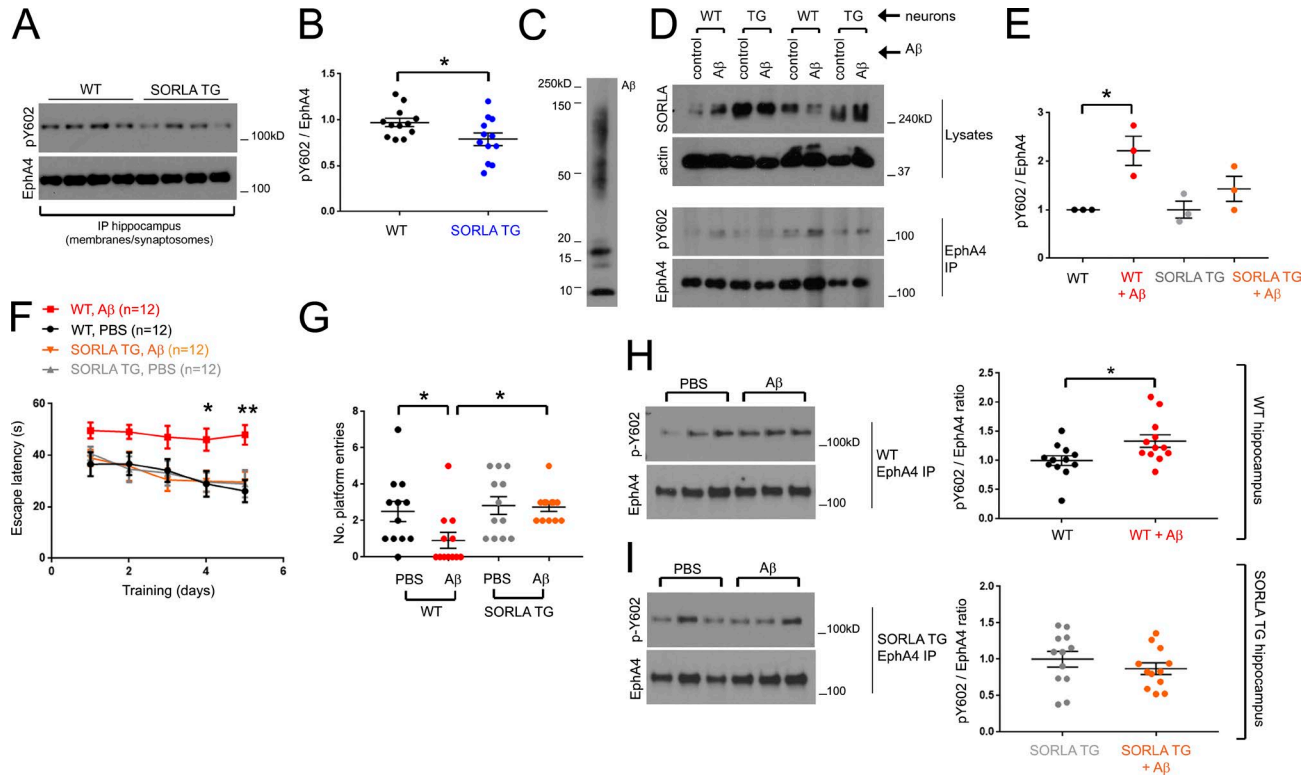 A
WT
SORLA TG
pY602
EphA4
100kD
100
IP hippocampus
(membranes/synaptosomes)
B
*
pY602 / EphA4
1.5
1.0
0.5
0.0
WT
SORLA TG
C
Aβ
250kD
150
50
20
15
10
D
WT
TG
WT
TG
neurons
control
Aβ
control
Aβ
control
Aβ
control
Aβ
Aβ
SORLA
actin
240kD
37
Lysates
pY602
EphA4
100
100
EphA4
IP
E
*
pY602 / EphA4
3
2
1
0
WT
WT
+ Aβ
SORLA TG
SORLA TG
+ Aβ
F
WT, Aβ (n=12)
WT, PBS (n=12)
SORLA TG, Aβ (n=12)
SORLA TG, PBS (n=12)
Escape latency (s)
60
40
20
0
*
**
0
2
4
6
Training (days)
G
*
*
No. platform entries
8
6
4
2
0
PBS
Aβ
PBS
Aβ
WT
SORLA TG
H
PBS
Aβ
p-Y602
EphA4
100kD
100
WT
EphA4 IP
*
pY602 / EphA4 ratio
2.5
2.0
1.5
1.0
0.5
0.0
WT
WT + Aβ
WT hippocampus
I
PBS
Aβ
p-Y602
EphA4
100kD
100
SORLA TG
EphA4 IP
pY602 / EphA4 ratio
2.0
1.5
1.0
0.5
0.0
SORLA TG
SORLA TG
+ Aβ
SORLA TG hippocampus